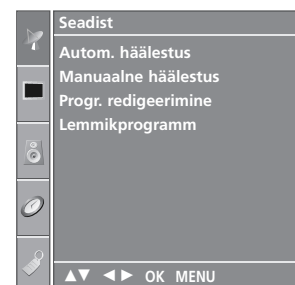 Seadist
Autom. häälestus
Manuaalne häälestus
Progr. redigeerimine
Lemmikprogramm
▲▼ ◄► OK MENU